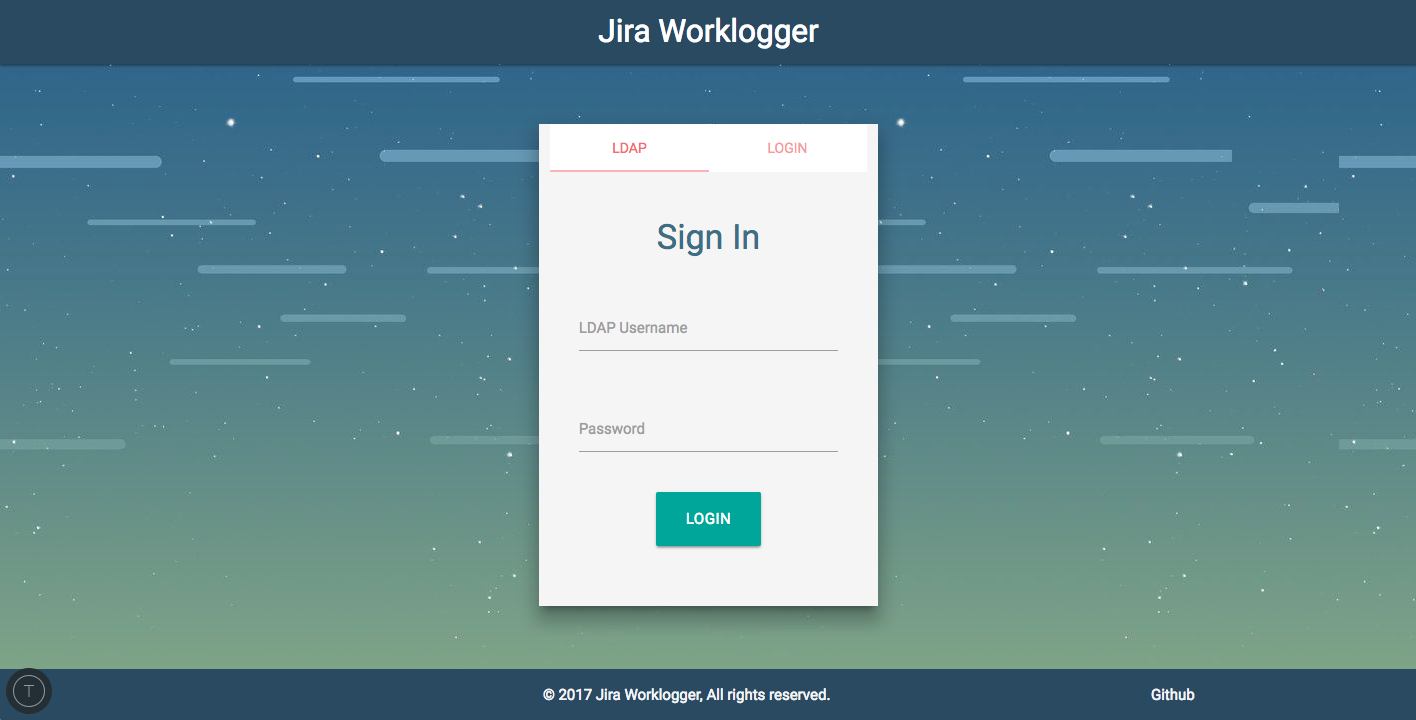 Jira Worklogger
LDAP LOGIN
Sign In
LDAP Username
Password
LOGIN
T © 2017 Jira Worklogger, All rights reserved. Github